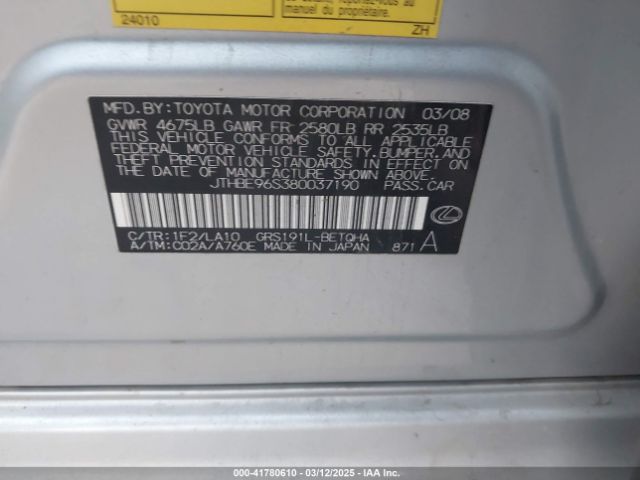 , reportez-vous au
manuel du propriétaire.
24010
ZH
MFD.BY:TOYOTA MOTOR CORPORATION 03/08
GVWR 4675LB GAWR FR 2580LB RR 2535LB
THIS VEHICLE CONFORMS TO ALL APPLICABLE
FEDERAL MOTOR VEHICLE SAFETY,BUMPER,AND
THEFT PREVENTION STANDARDS IN EFFECT ON
THE DATE OF MANUFACTURE SHOWN ABOVE.
JTHBE96S380037190 PASS.CAR
C/TR:1F2/LA10 GRS191L-BETQHA
A/TM:C02A/A760E MADE IN JAPAN 871 A
000-41780610 - 03/12/2025 - IAA, Inc.